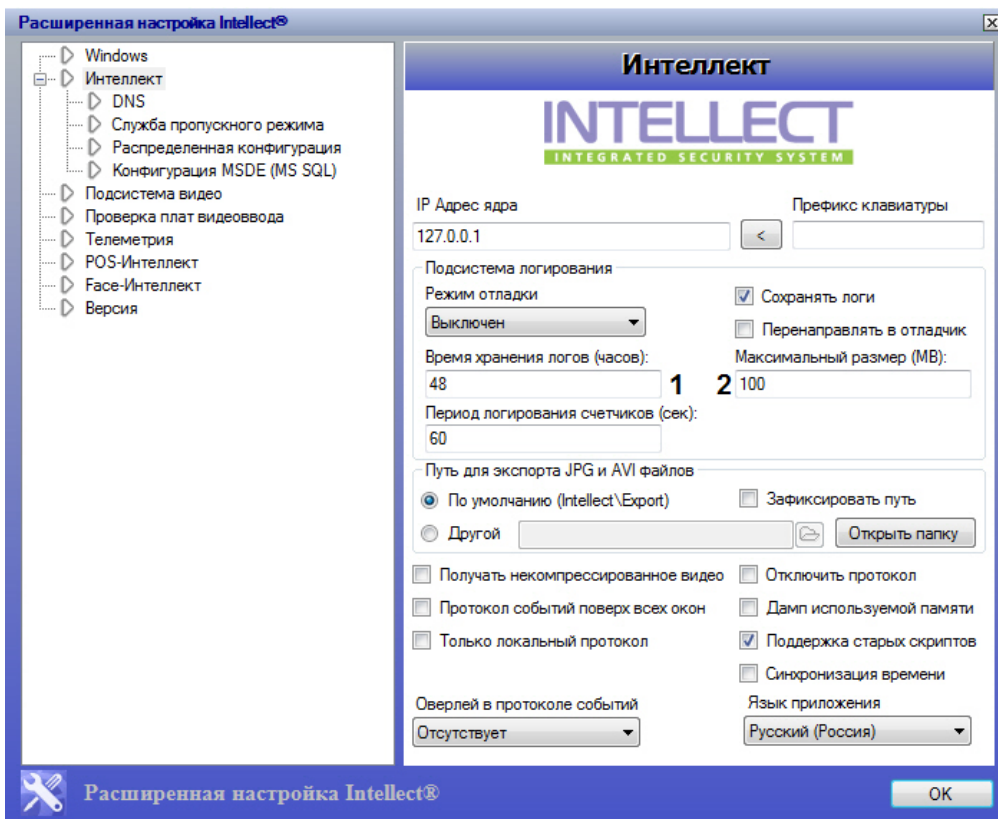 Расширенная настройка Intellect®
Windows
Интеллект
DNS
Служба пропускного режима
Распределенная конфигурация
Конфигурация MSDE (MS SQL)
Подсистема видео
Проверка плат видеоввода
Телеметрия
POS-Интеллект
Face-Интеллект
Версия
Интеллект
INTELLECT
INTEGRATED SECURITY SYSTEM
IP Адрес ядра Префикс клавиатуры
127.0.0.1 <
Подсистема логирования
Режим отладки Сохранять логи
Выключен Перенаправлять в отладчик
Время хранения логов (часов): Максимальный размер (MB):
48 1 2 100
Период логирования счетчиков (сек):
60
Путь для экспорта JPG и AVI файлов
По умолчанию (Intellect\Export) Зафиксировать путь
Другой Открыть папку
Получать некомпрессированное видео Отключить протокол
Протокол событий поверх всех окон Дамп используемой памяти
Только локальный протокол Поддержка старых скриптов
Синхронизация времени
Оверлей в протоколе событий Язык приложения
Отсутствует Русский (Россия)
Расширенная настройка Intellect® OK